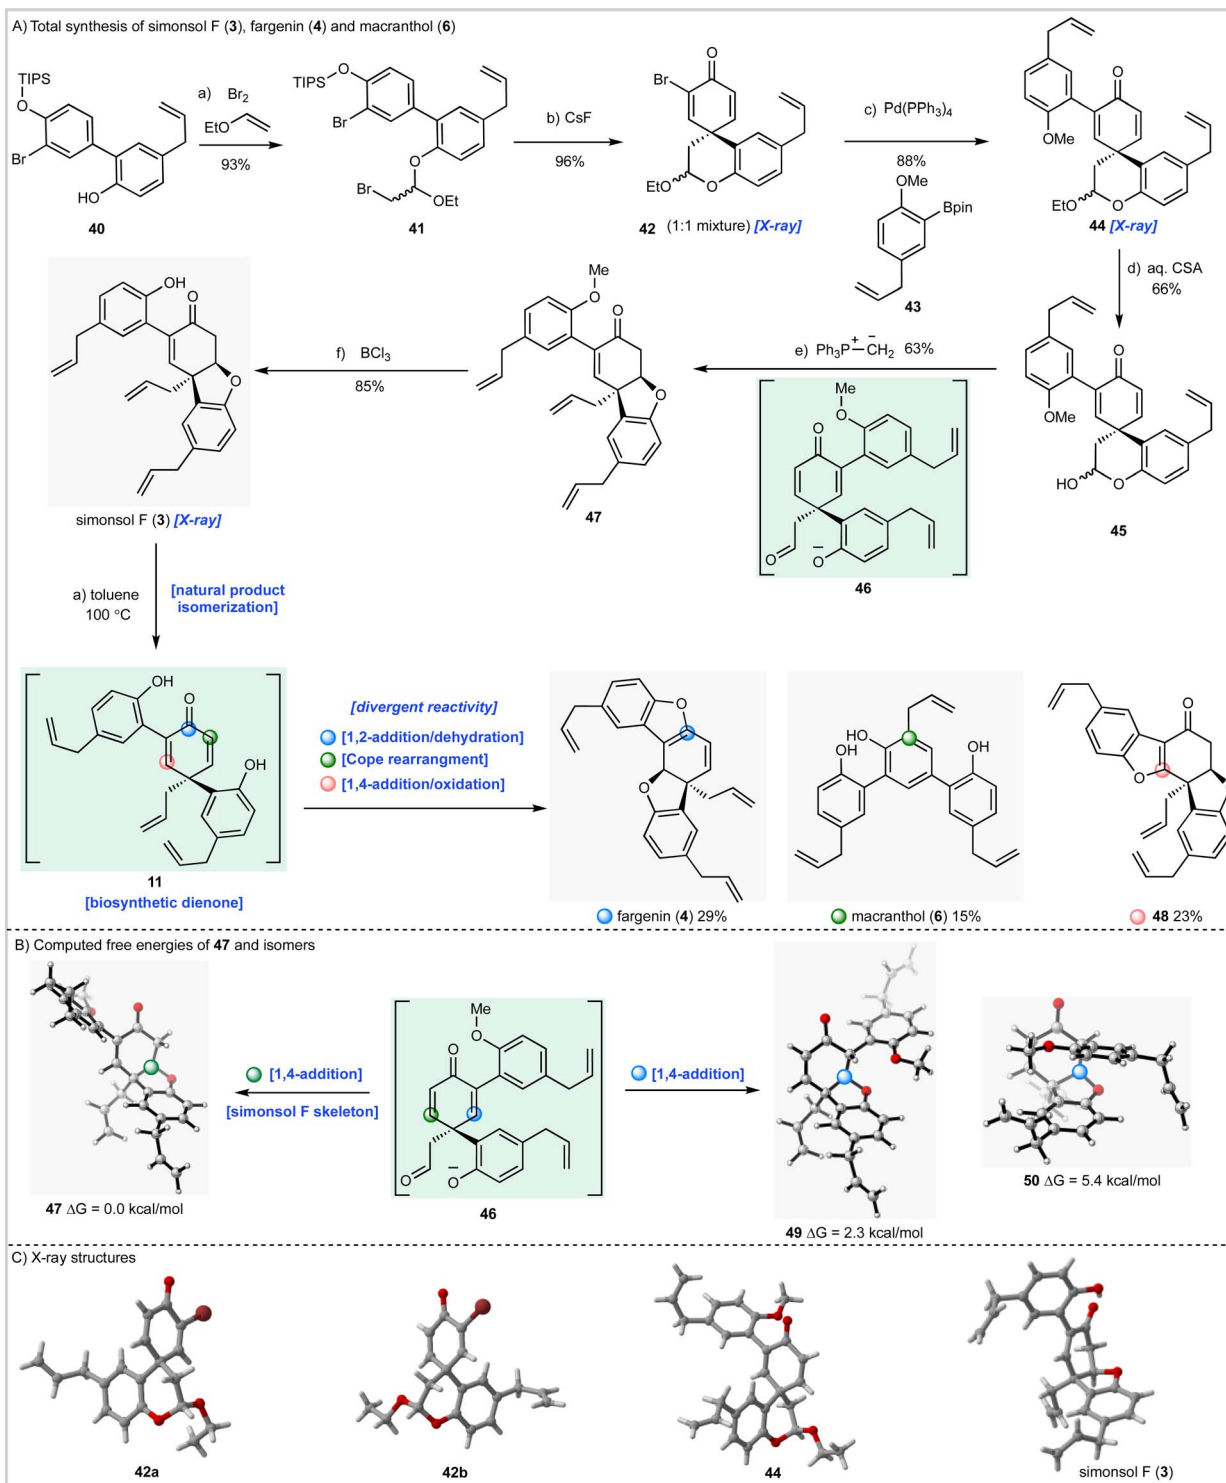 A) Total synthesis of simonsol F (3), fargenin (4) and macranthol (6)
TIPS
O
Br
HO
40
a) Br2
EtO
93%
TIPS
O
Br
O
Br
OEt
41
b) CsF
96%
Br
O
EtO
O
42 (1:1 mixture) [X-ray]
c) Pd(PPh3)4
88%
OMe
Bpin
43
O
OMe
EtO
O
44 [X-ray]
d) aq. CSA
66%
O
OMe
HO
O
45
e) Ph3P+—CH2− 63%
Me
O
O
O
O−
46
Me
O
O
O
47
f) BCl3
85%
OH
O
O
simonsol F (3) [X-ray]
a) toluene
100 °C
[natural product
isomerization]
OH
O
OH
11
[biosynthetic dienone]
[divergent reactivity]
[1,2-addition/dehydration]
[Cope rearrangment]
[1,4-addition/oxidation]
O
O
fargenin (4) 29%
OH
HO
OH
macranthol (6) 15%
O
O
O
48 23%
B) Computed free energies of 47 and isomers
47 ΔG = 0.0 kcal/mol
[1,4-addition]
[simonsol F skeleton]
Me
O
O
O
O−
46
[1,4-addition]
49 ΔG = 2.3 kcal/mol
50 ΔG = 5.4 kcal/mol
C) X-ray structures
42a
42b
44
simonsol F (3)